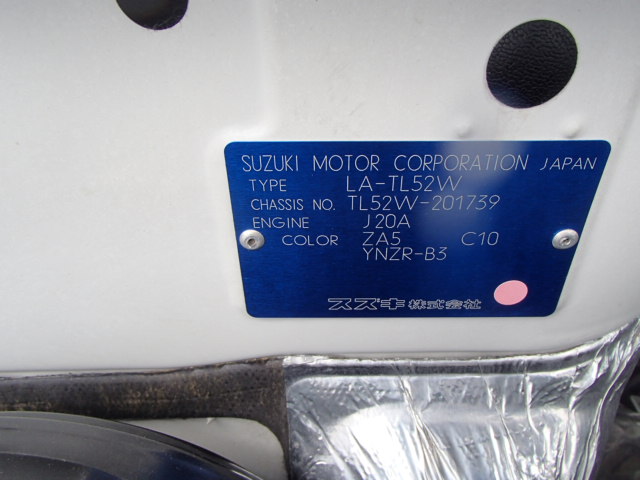 SUZUKI MOTOR CORPORATION JAPAN
TYPE LA-TL52W
CHASSIS NO. TL52W-201739
ENGINE J20A
COLOR ZA5 C10
YNZR-B3
スズキ株式会社